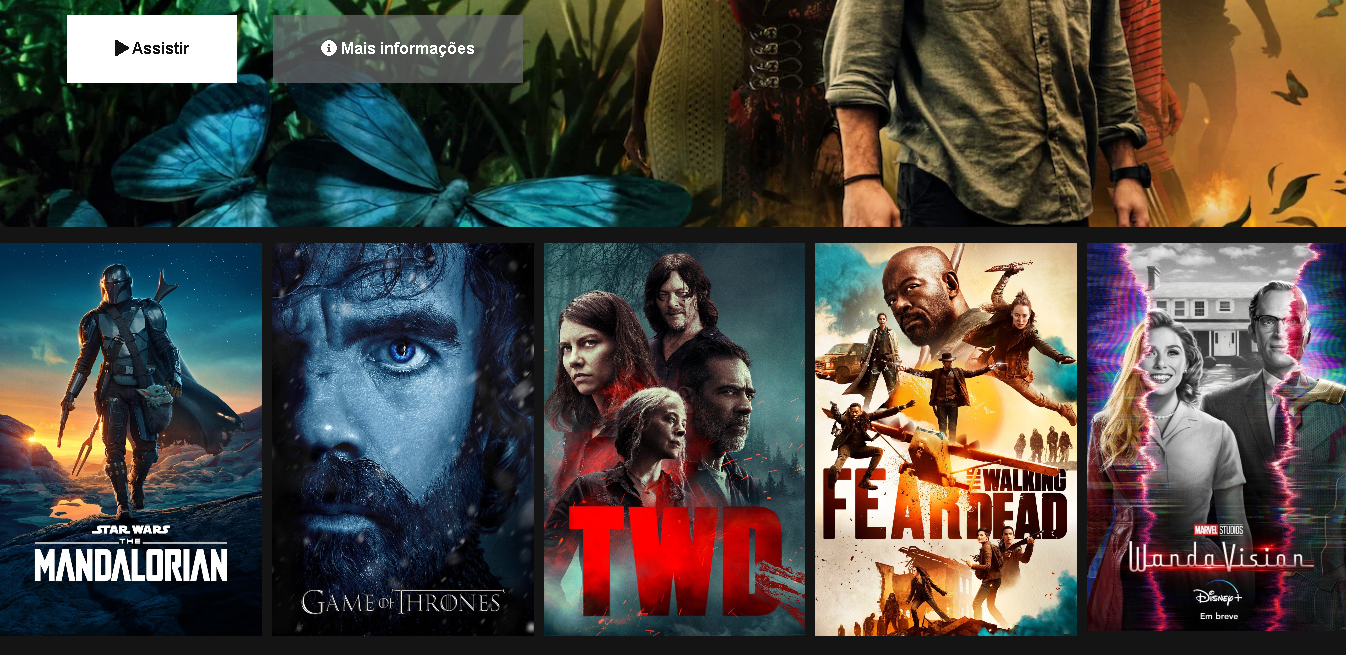 Assistir
Mais informações
STAR WARS
THE
MANDALORIAN
GAME OF THRONES
TWD
FEAR THE WALKING
DEAD
MARVEL STUDIOS
WandaVision
Disney+
Em breve